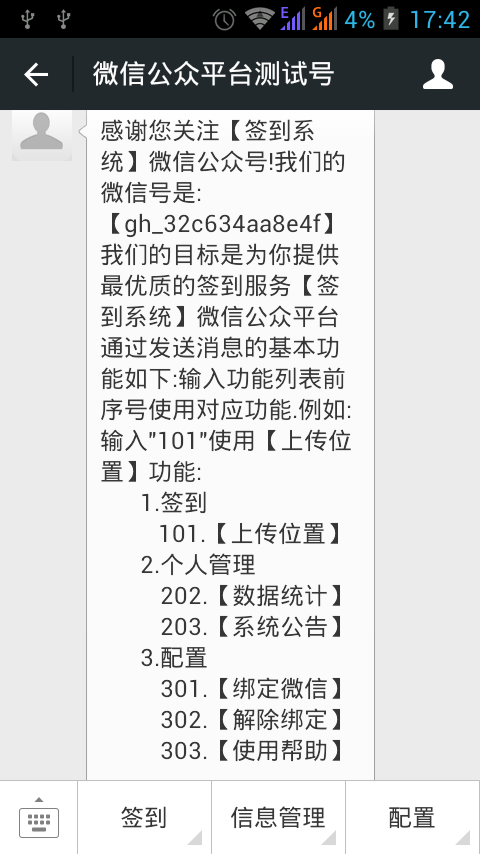 E G 4% 17:42
微信公众平台测试号
感谢您关注【签到系
统】微信公众号!我们的
微信号是:
【gh_32c634aa8e4f】
我们的目标是为你提供
最优质的签到服务【签
到系统】微信公众平台
通过发送消息的基本功
能如下:输入功能列表前
序号使用对应功能.例如:
输入"101"使用【上传位
置】功能:
1.签到
101.【上传位置】
2.个人管理
202.【数据统计】
203.【系统公告】
3.配置
301.【绑定微信】
302.【解除绑定】
303.【使用帮助】
签到 信息管理 配置